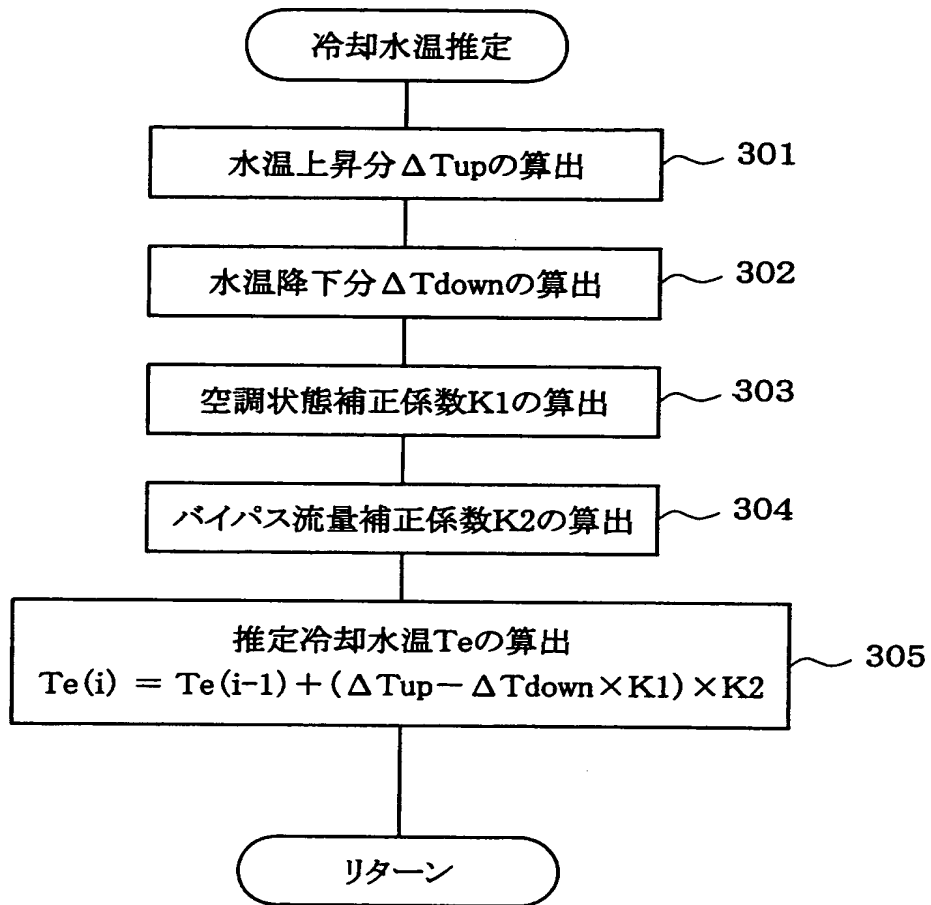 冷却水温推定
水温上昇分ΔTupの算出
301
水温降下分ΔTdownの算出
302
空調状態補正係数K1の算出
303
バイパス流量補正係数K2の算出
304
推定冷却水温Teの算出
Te(i) = Te(i-1)+(ΔTup-ΔTdown×K1)×K2
305
リターン